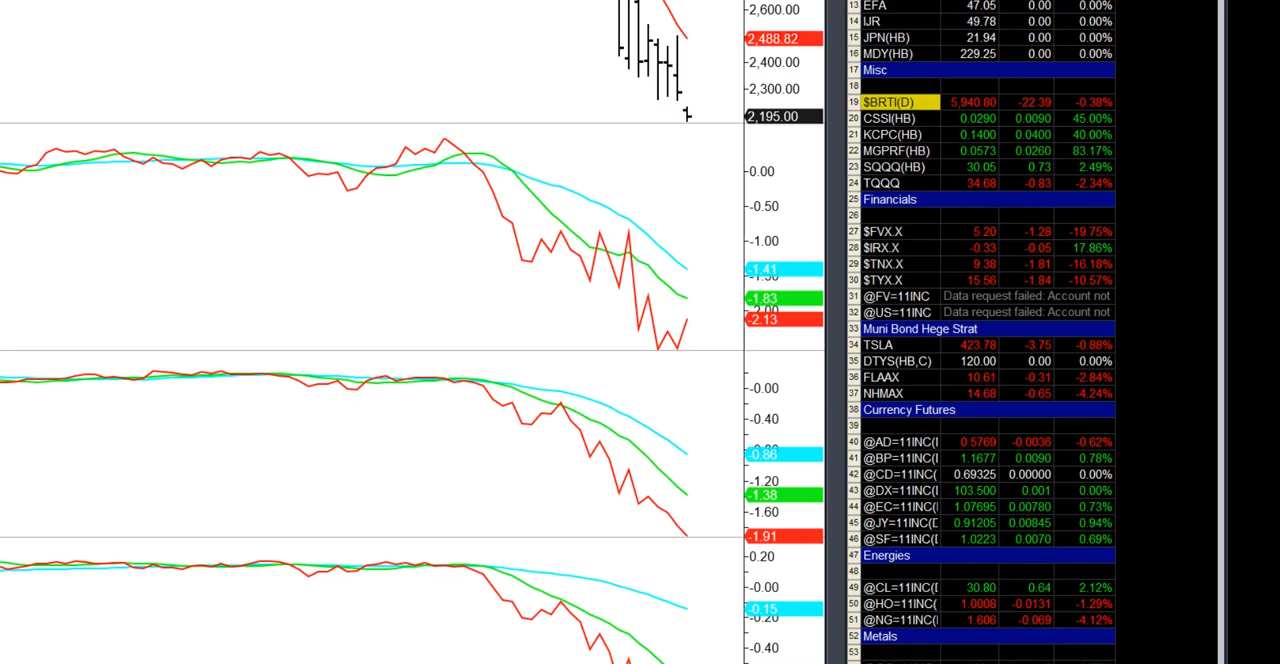 2,600.00
2,488.82
2,400.00
2,300.00
2,195.00
0.00
-0.50
-1.00
-1.41
-1.83
-2.13
-0.00
-0.40
-0.86
-1.20
-1.38
-1.60
-1.91
0.20
-0.00
-0.15
-0.20
-0.40
13 EFA 47.05 0.00 0.00%
14 IJR 49.78 0.00 0.00%
15 JPN(HB) 21.94 0.00 0.00%
16 MDY(HB) 229.25 0.00 0.00%
17 Misc
18
19 $BRTI(D) 5,940.80 -22.39 -0.38%
20 CSSI(HB) 0.0290 0.0090 45.00%
21 KCPC(HB) 0.1400 0.0400 40.00%
22 MGPRF(HB) 0.0573 0.0260 83.17%
23 SQQQ(HB) 30.05 0.73 2.49%
24 TQQQ 34.68 -0.83 -2.34%
25 Financials
26
27 $FVX.X 5.20 -1.28 -19.75%
28 $IRX.X -0.33 -0.05 17.86%
29 $TNX.X 9.38 -1.81 -16.18%
30 $TYX.X 15.56 -1.84 -10.57%
31 @FV=11INC Data request failed: Account not
32 @US=11INC Data request failed: Account not
33 Muni Bond Hege Strat
34 TSLA 423.78 -3.75 -0.88%
35 DTYS(HB,C) 120.00 0.00 0.00%
36 FLAAX 10.61 -0.31 -2.84%
37 NHMAX 14.68 -0.65 -4.24%
38 Currency Futures
39
40 @AD=11INC( 0.5769 -0.0036 -0.62%
41 @BP=11INC( 1.1677 0.0090 0.78%
42 @CD=11INC( 0.69325 0.00000 0.00%
43 @DX=11INC( 103.500 0.001 0.00%
44 @EC=11INC( 1.07695 0.00780 0.73%
45 @JY=11INC( 0.91205 0.00845 0.94%
46 @SF=11INC( 1.0223 0.0070 0.69%
47 Energies
48
49 @CL=11INC( 30.80 0.64 2.12%
50 @HO=11INC( 1.0008 -0.0131 -1.29%
51 @NG=11INC( 1.606 -0.069 -4.12%
52 Metals
53